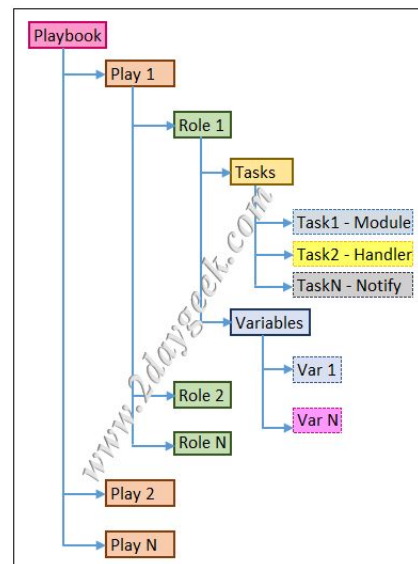 Playbook
Play 1
Role 1
Tasks
Task1 - Module
Task2 - Handler
TaskN - Notify
Variables
Var 1
Var N
Role 2
Role N
Play 2
Play N
www.2daygeek.com